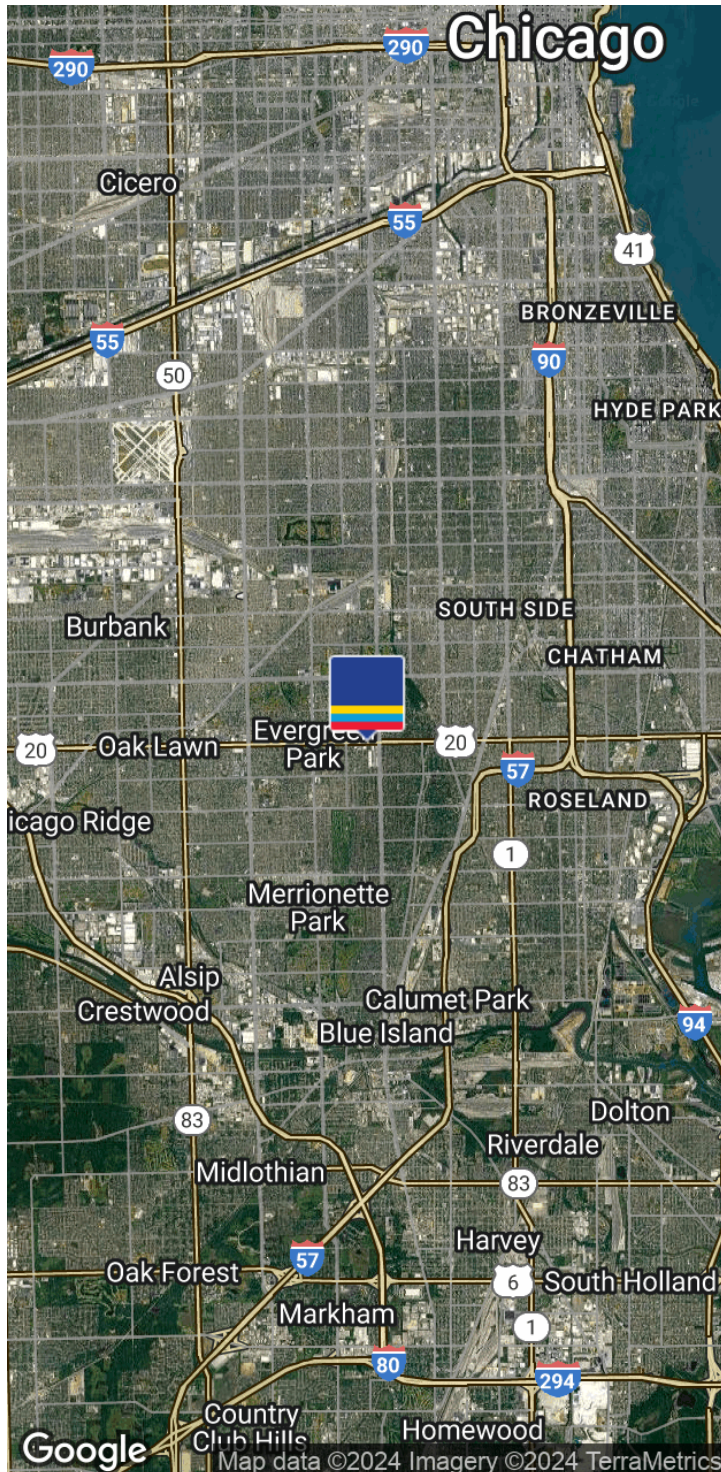 Chicago
290
290
Google
Cicero
55
41
BRONZEVILLE
55
90
50
HYDE PARK
SOUTH SIDE
Burbank
CHATHAM
Evergreen
Park
20
Oak Lawn
20
57
ROSELAND
icago Ridge
1
Merrionette
Park
Alsip
Crestwood
Calumet Park
Blue Island
94
Dolton
83
Riverdale
Midlothian
83
Harvey
57
Oak Forest
6
South Holland
Markham
1
80
294
Country
Club Hills
Homewood
Google
Map data ©2024 Imagery ©2024 TerraMetrics